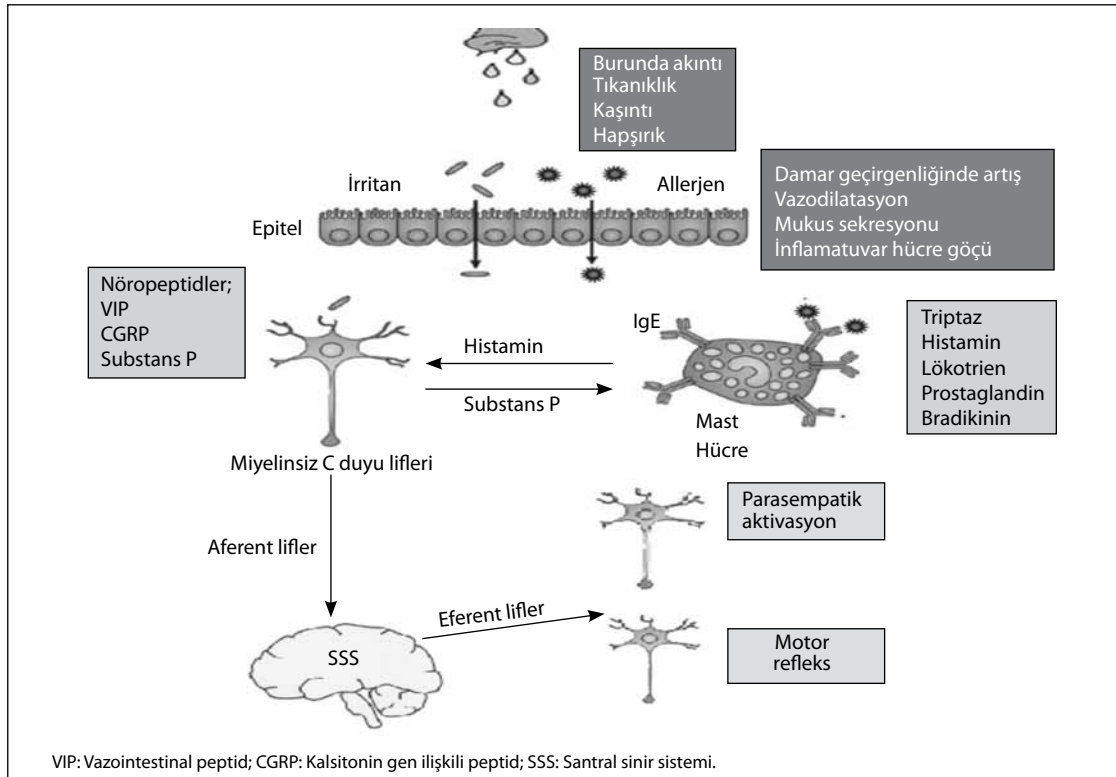 Burunda akıntı
Tıkanıklık
Kaşıntı
Hapşırık
İrritan
Allerjen
Epitel
Damar geçirgenliğinde artış
Vazodilatasyon
Mukus sekresyonu
İnflamatuvar hücre göçü
Nöropeptidler;
VIP
CGRP
Substans P
Histamin
Substans P
IgE
Mast
Hücre
Triptaz
Histamin
Lökotrien
Prostaglandin
Bradikinin
Miyelinsiz C duyu lifleri
Aferent lifler
SSS
Eferent lifler
Parasempatik
aktivasyon
Motor
refleks
VIP: Vazointestinal peptid; CGRP: Kalsitonin gen ilişkili peptid; SSS: Santral sinir sistemi.